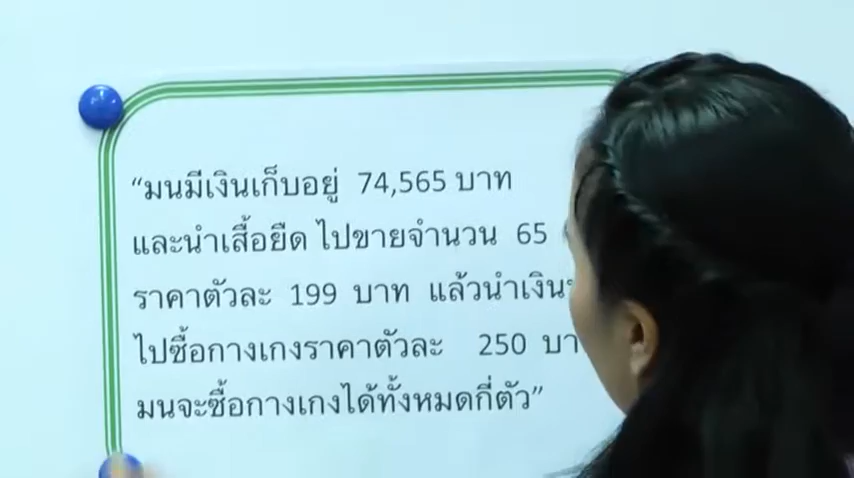 “มนมีเงินเก็บอยู่ 74,565 บาท
และนำเสื้อยืด ไปขายจำนวน 65
ราคาตัวละ 199 บาท แล้วนำเงิน
ไปซื้อกางเกงราคาตัวละ 250
มนจะซื้อกางเกงได้ทั้งหมดกี่ตัว”